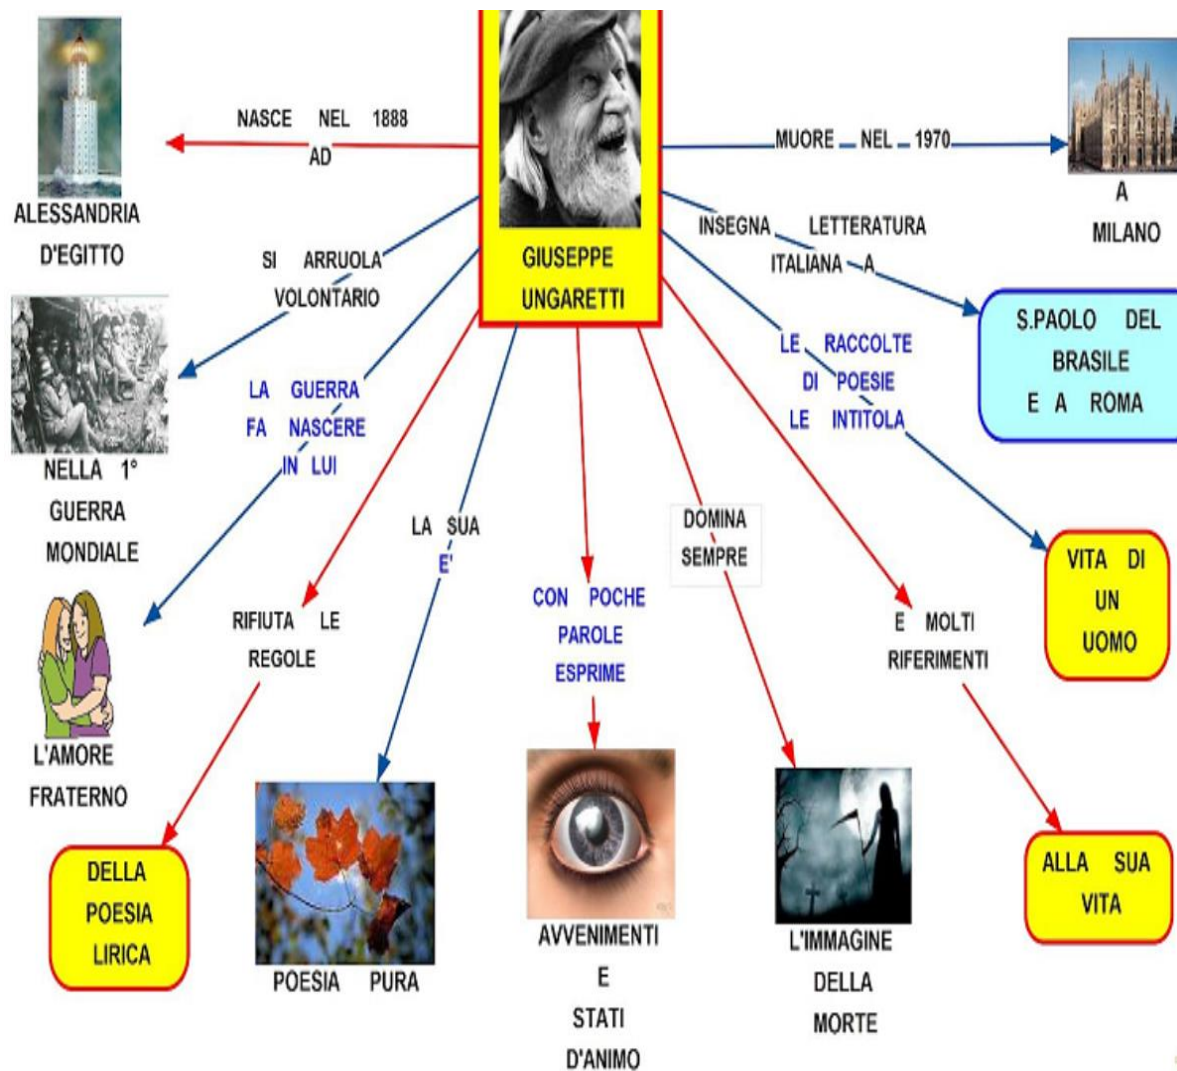 GIUSEPPE
UNGARETTI
NASCE NEL 1888
AD
ALESSANDRIA
D'EGITTO
SI ARRUOLA
VOLONTARIO
NELLA 1°
GUERRA
MONDIALE
LA GUERRA
FA NASCERE
IN LUI
L'AMORE
FRATERNO
RIFIUTA LE
REGOLE
DELLA
POESIA
LIRICA
LA SUA
E'
POESIA PURA
CON POCHE
PAROLE
ESPRIME
AVVENIMENTI
E
STATI
D'ANIMO
DOMINA
SEMPRE
L'IMMAGINE
DELLA
MORTE
E MOLTI
RIFERIMENTI
ALLA SUA
VITA
LE RACCOLTE
DI POESIE
LE INTITOLA
VITA DI
UN
UOMO
INSEGNA LETTERATURA
ITALIANA A
S.PAOLO DEL
BRASILE
E A ROMA
MUORE NEL 1970
A
MILANO